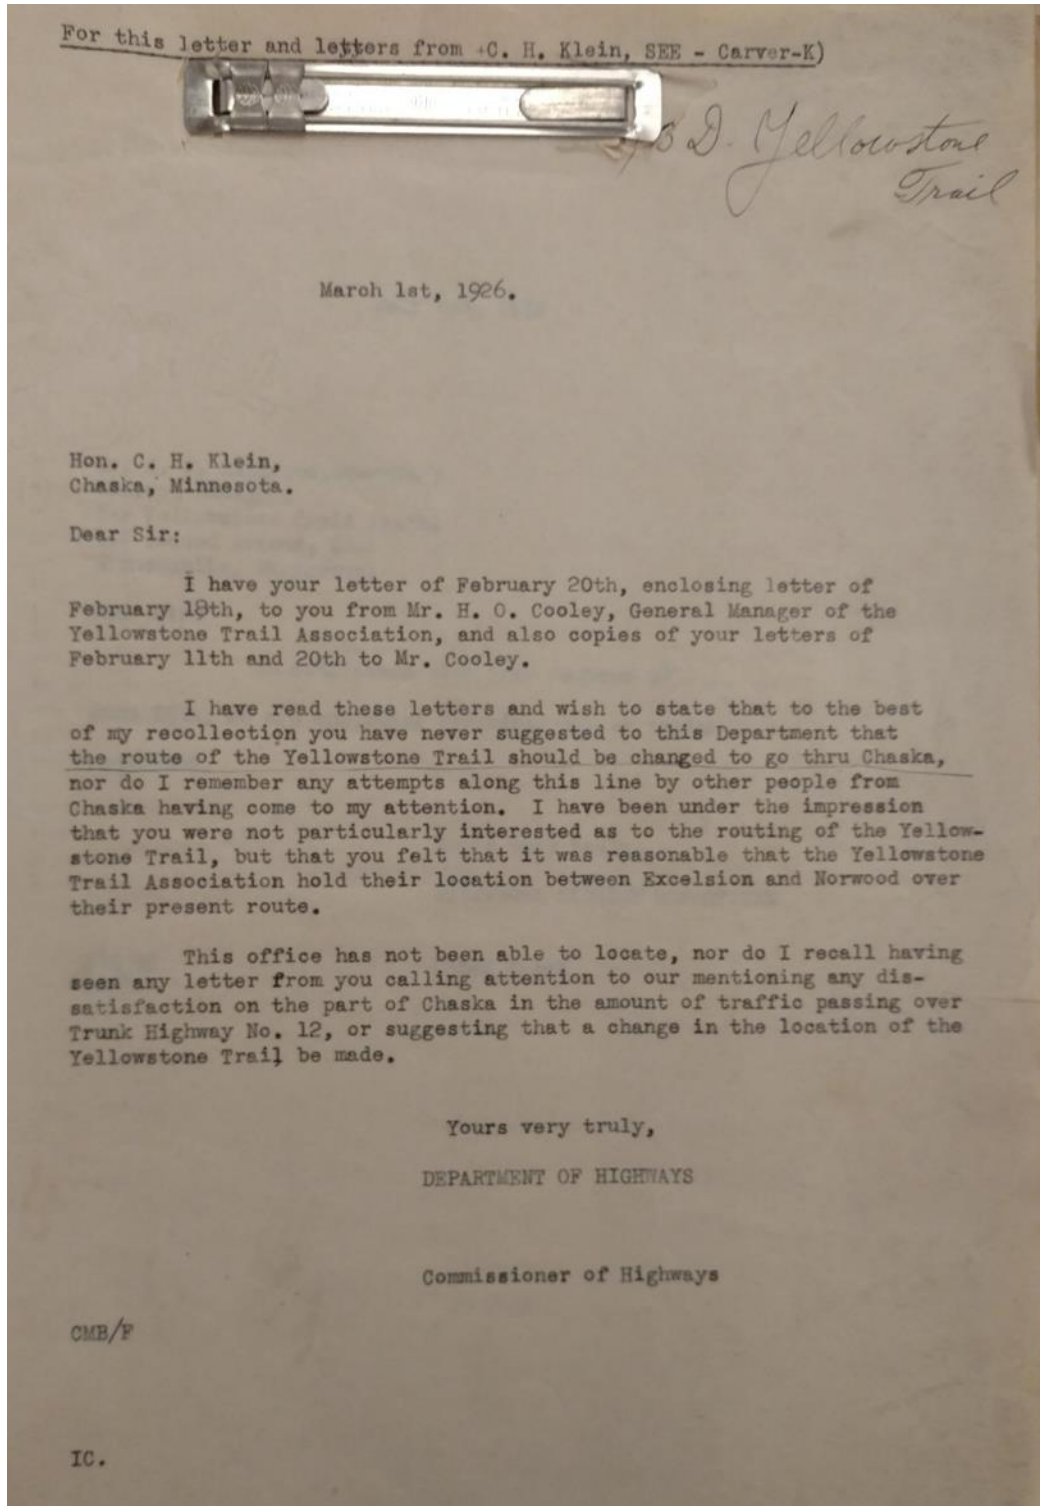 For this letter and letters from C. H. Klein, SEE - Carver-K)
D. Yellowstone
Trail
March 1st, 1926.
Hon. C. H. Klein,
Chaska, Minnesota.
Dear Sir:
I have your letter of February 20th, enclosing letter of
February 18th, to you from Mr. H. O. Cooley, General Manager of the
Yellowstone Trail Association, and also copies of your letters of
February 11th and 20th to Mr. Cooley.
I have read these letters and wish to state that to the best
of my recollection you have never suggested to this Department that
the route of the Yellowstone Trail should be changed to go thru Chaska,
nor do I remember any attempts along this line by other people from
Chaska having come to my attention. I have been under the impression
that you were not particularly interested as to the routing of the Yellow-
stone Trail, but that you felt that it was reasonable that the Yellowstone
Trail Association hold their location between Excelsion and Norwood over
their present route.
This office has not been able to locate, nor do I recall having
seen any letter from you calling attention to our mentioning any dis-
satisfaction on the part of Chaska in the amount of traffic passing over
Trunk Highway No. 12, or suggesting that a change in the location of the
Yellowstone Trail be made.
Yours very truly,
DEPARTMENT OF HIGHWAYS
Commissioner of Highways
CMB/F
IC.